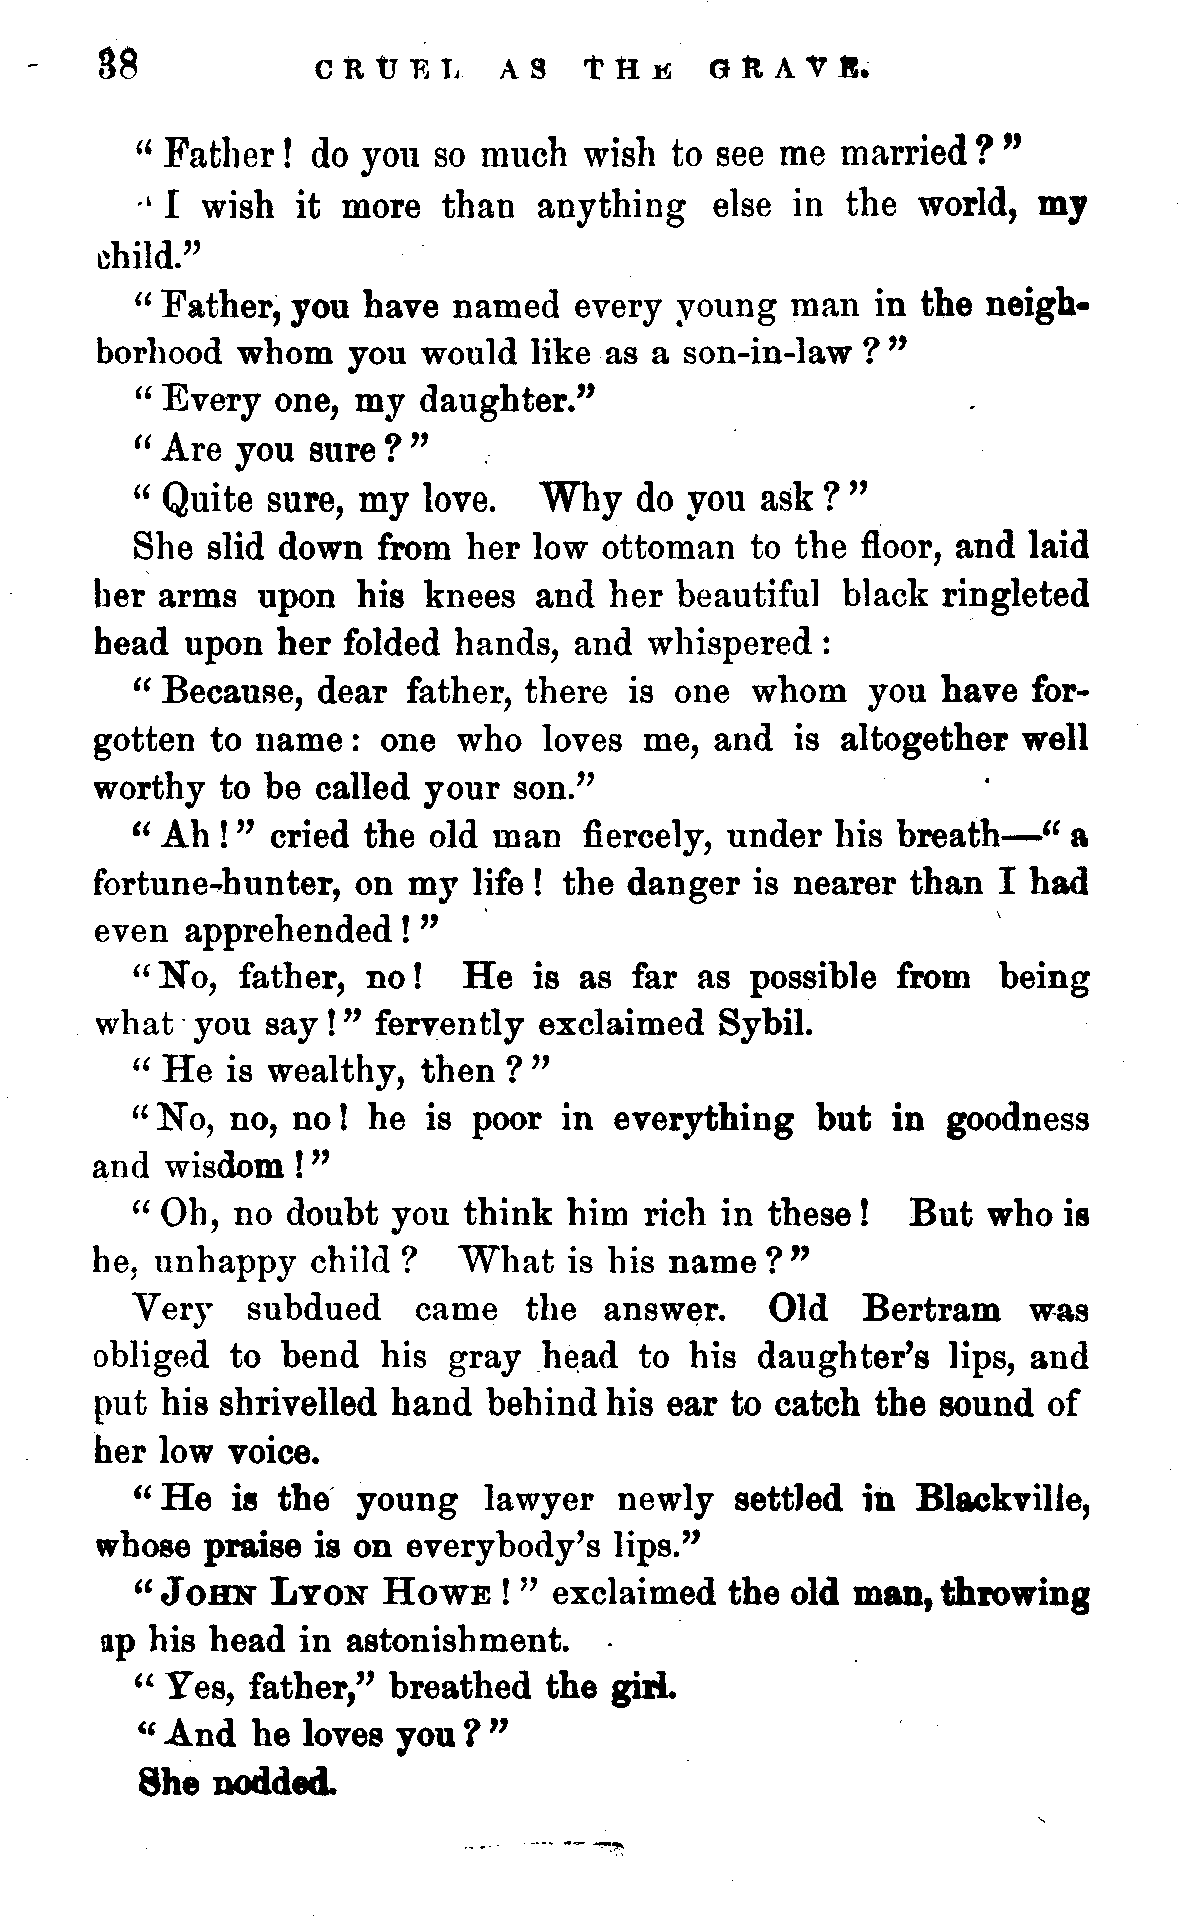 38 CRUEL AS THE GRAVE.
“Father! do you so much wish to see me married?”
“I wish it more than anything else in the world, my
child.”
“Father, you have named every young man in the neigh-
borhood whom you would like as a son-in-law?”
“Every one, my daughter.”
“Are you sure?”
“Quite sure, my love. Why do you ask?”
She slid down from her low ottoman to the floor, and laid
her arms upon his knees and her beautiful black ringleted
head upon her folded hands, and whispered:
“Because, dear father, there is one whom you have for-
gotten to name: one who loves me, and is altogether well
worthy to be called your son.”
“Ah!” cried the old man fiercely, under his breath—“a
fortune-hunter, on my life! the danger is nearer than I had
even apprehended!”
“No, father, no! He is as far as possible from being
what you say!” fervently exclaimed Sybil.
“He is wealthy, then?”
“No, no, no! he is poor in everything but in goodness
and wisdom!”
“Oh, no doubt you think him rich in these! But who is
he, unhappy child? What is his name?”
Very subdued came the answer. Old Bertram was
obliged to bend his gray head to his daughter’s lips, and
put his shrivelled hand behind his ear to catch the sound of
her low voice.
“He is the young lawyer newly settled in Blackville,
whose praise is on everybody’s lips.”
“JOHN LYON HOWE!” exclaimed the old man, throwing
up his head in astonishment.
“Yes, father,” breathed the girl.
“And he loves you?”
She nodded.